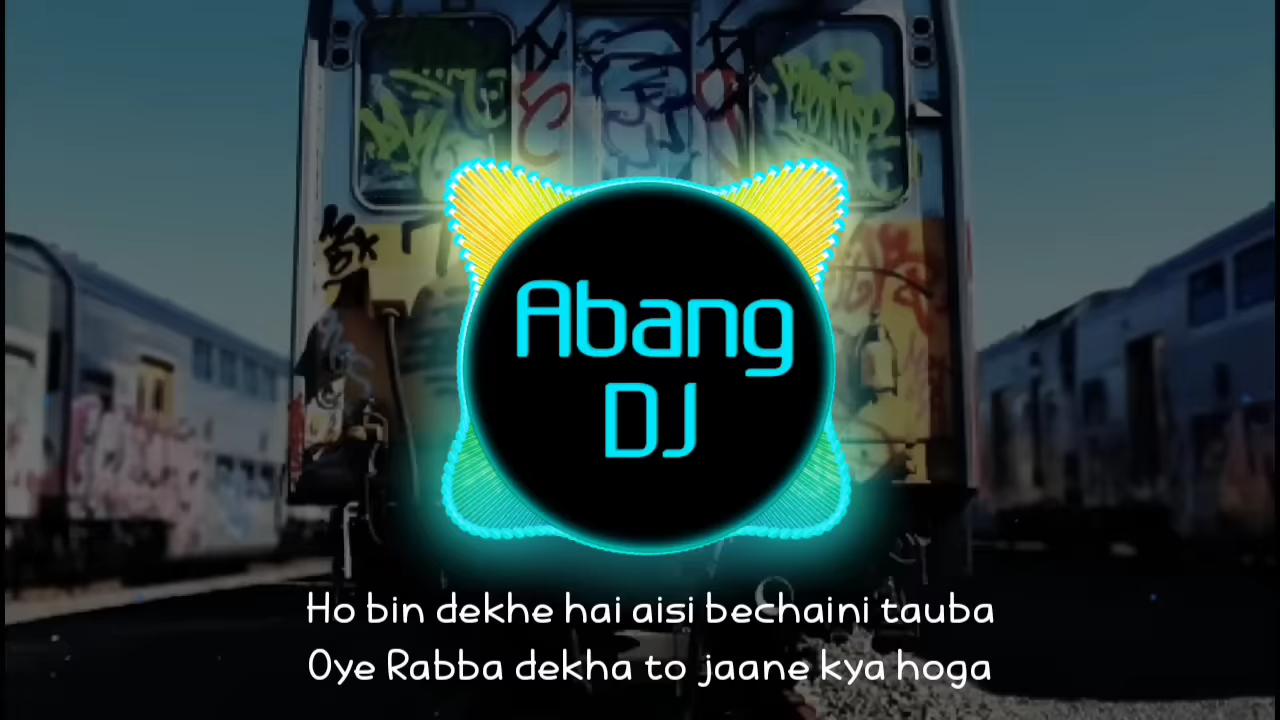 Abang
DJ
Ho bin dekhe hai aisi bechaini tauba
Oye Rabba dekha to jaane kya hoga